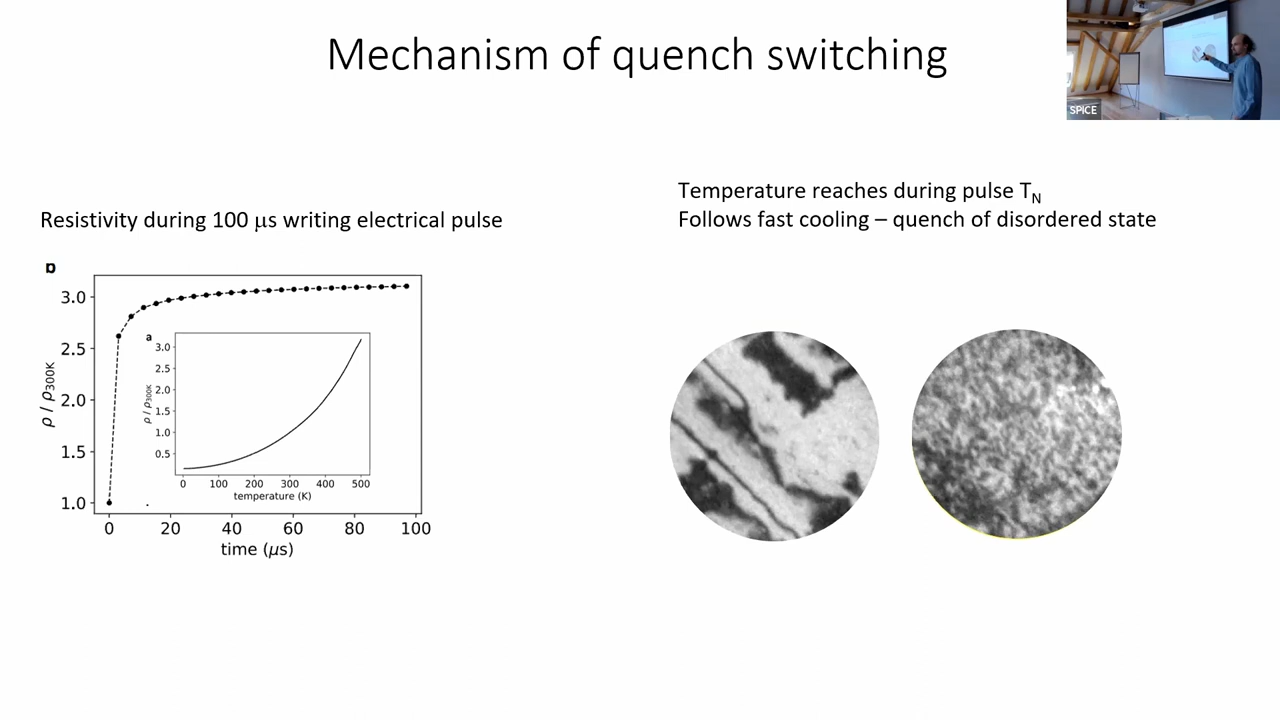 Mechanism of quench switching
SPICE
Resistivity during 100 μs writing electrical pulse
Temperature reaches during pulse T_N
Follows fast cooling – quench of disordered state
b
3.0
2.5
2.0
1.5
1.0
ρ / ρ300K
0 20 40 60 80 100
time (μs)
a
3.0
2.5
2.0
1.5
1.0
0.5
ρ / ρ300K
0 100 200 300 400 500
temperature (K)